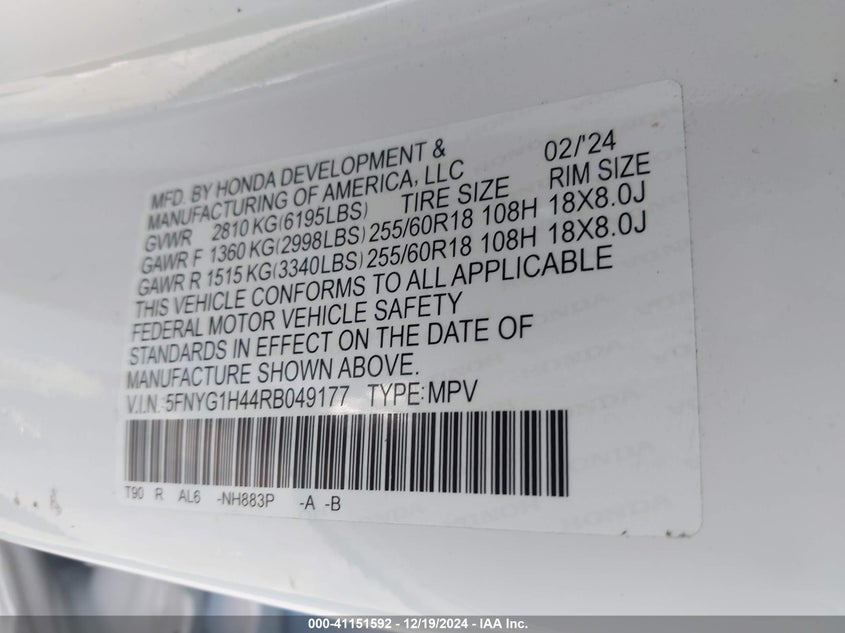 MFD. BY HONDA DEVELOPMENT & 02/'24
MANUFACTURING OF AMERICA, LLC
GVWR 2810 KG(6195LBS) TIRE SIZE RIM SIZE
GAWR F 1360 KG(2998LBS) 255/60R18 108H 18X8.0J
GAWR R 1515 KG(3340LBS) 255/60R18 108H 18X8.0J
THIS VEHICLE CONFORMS TO ALL APPLICABLE
FEDERAL MOTOR VEHICLE SAFETY
STANDARDS IN EFFECT ON THE DATE OF
MANUFACTURE SHOWN ABOVE.
V.I.N.: 5FNYG1H44RB049177 TYPE: MPV
T90 R AL6 -NH883P -A -B
000-41151592 - 12/19/2024 - IAA Inc.